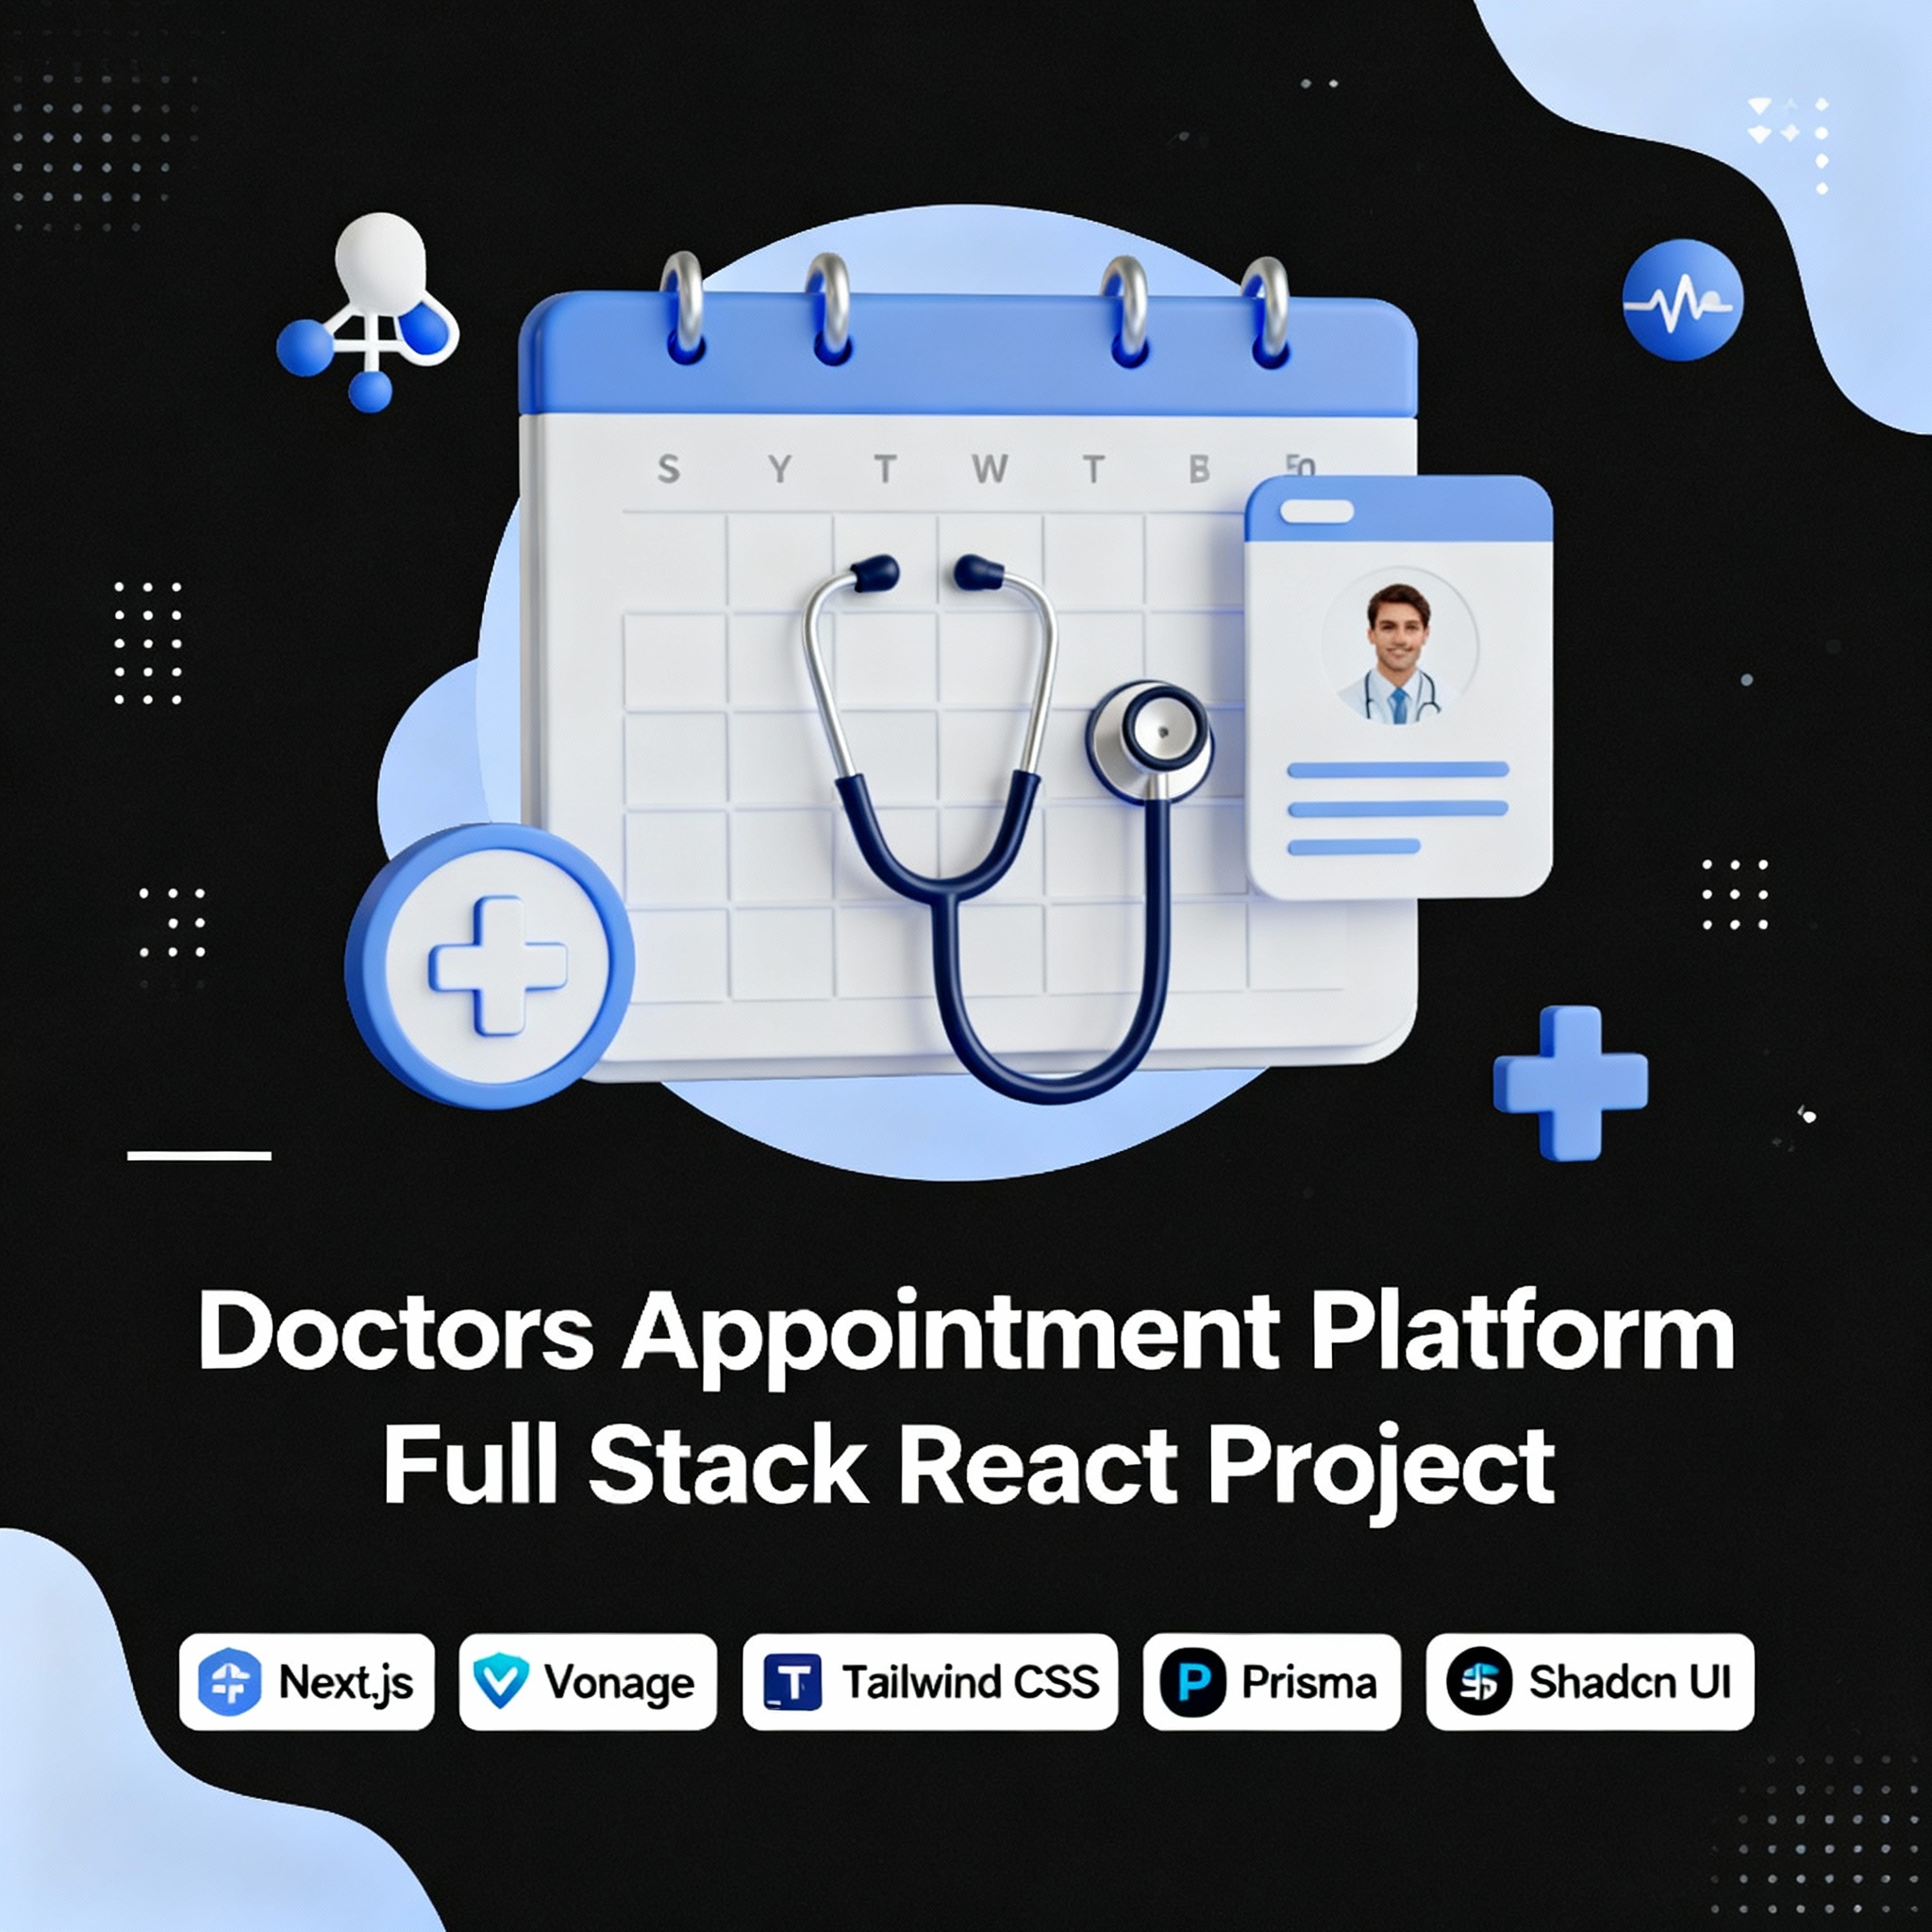 S Y T W T B
Doctors Appointment Platform
Full Stack React Project
Next.js Vonage T Tailwind CSS P Prisma S Shadcn UI